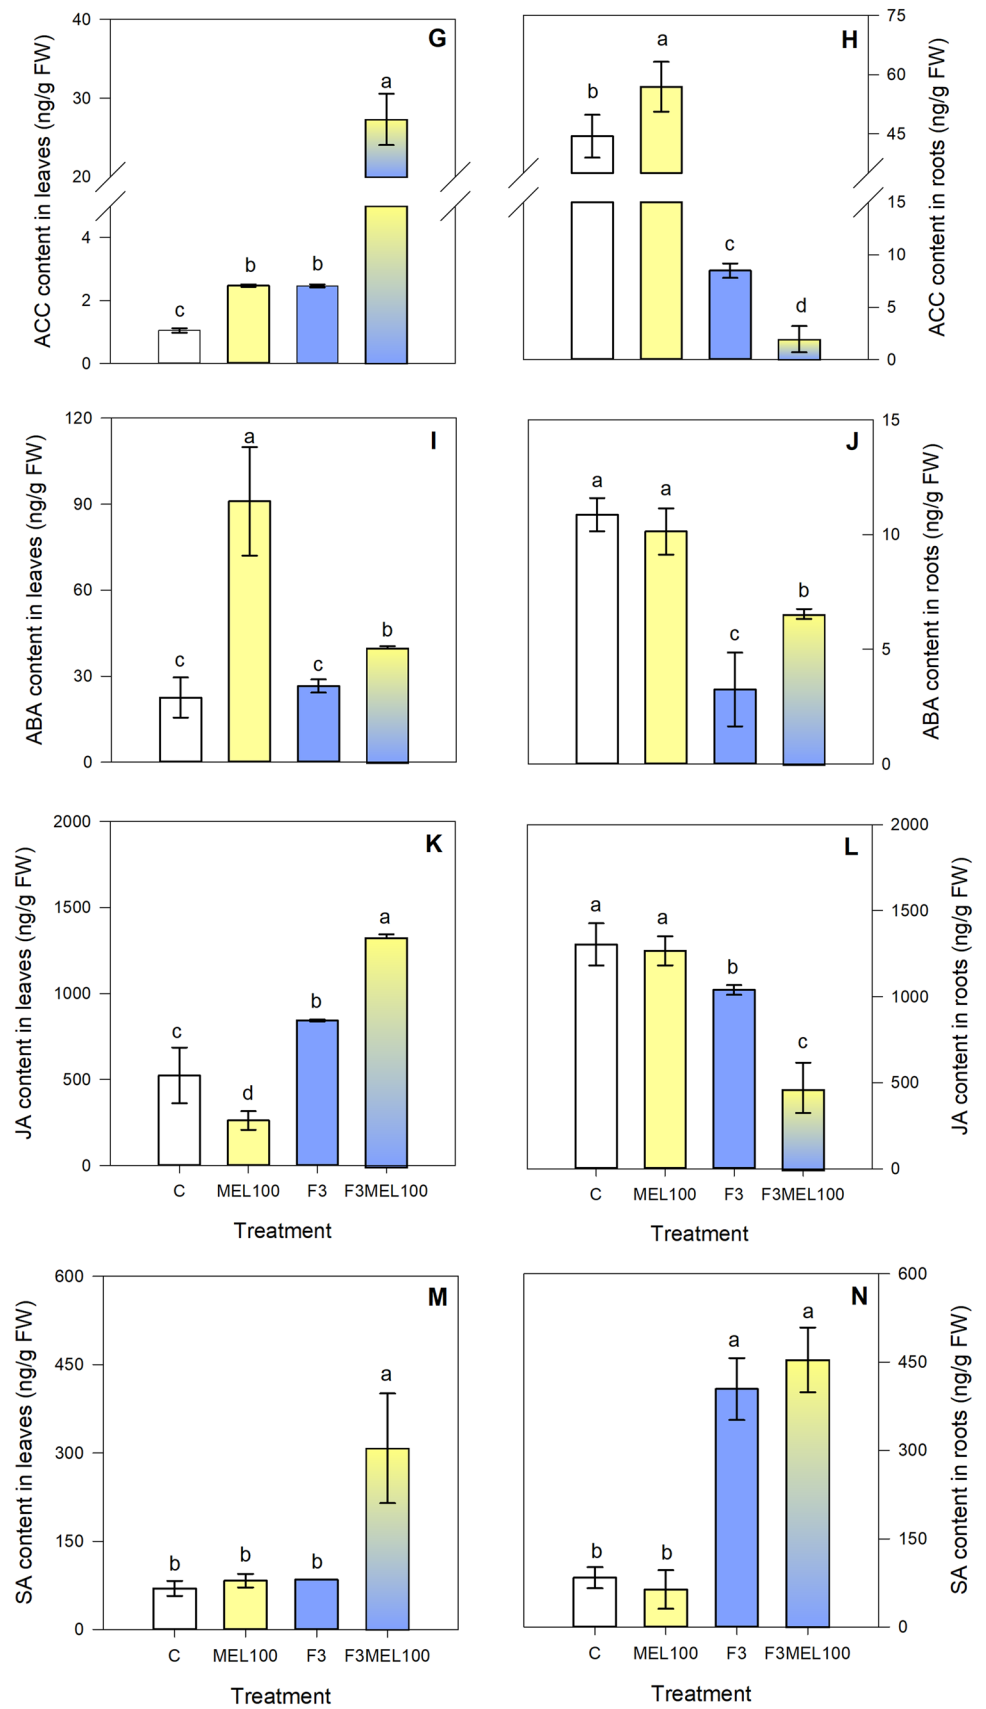 G
ACC content in leaves (ng/g FW)
40
30
20
4
2
0
c
b
b
a
H
ACC content in roots (ng/g FW)
75
60
45
15
10
5
0
b
a
c
d
I
ABA content in leaves (ng/g FW)
120
90
60
30
0
c
a
c
b
J
ABA content in roots (ng/g FW)
15
10
5
0
a
a
c
b
K
JA content in leaves (ng/g FW)
2000
1500
1000
500
0
c
d
b
a
C MEL100 F3 F3MEL100
Treatment
L
JA content in roots (ng/g FW)
2000
1500
1000
500
0
a
a
b
c
C MEL100 F3 F3MEL100
Treatment
M
SA content in leaves (ng/g FW)
600
450
300
150
0
b
b
b
a
C MEL100 F3 F3MEL100
Treatment
N
SA content in roots (ng/g FW)
600
450
300
150
0
b
b
a
a
C MEL100 F3 F3MEL100
Treatment